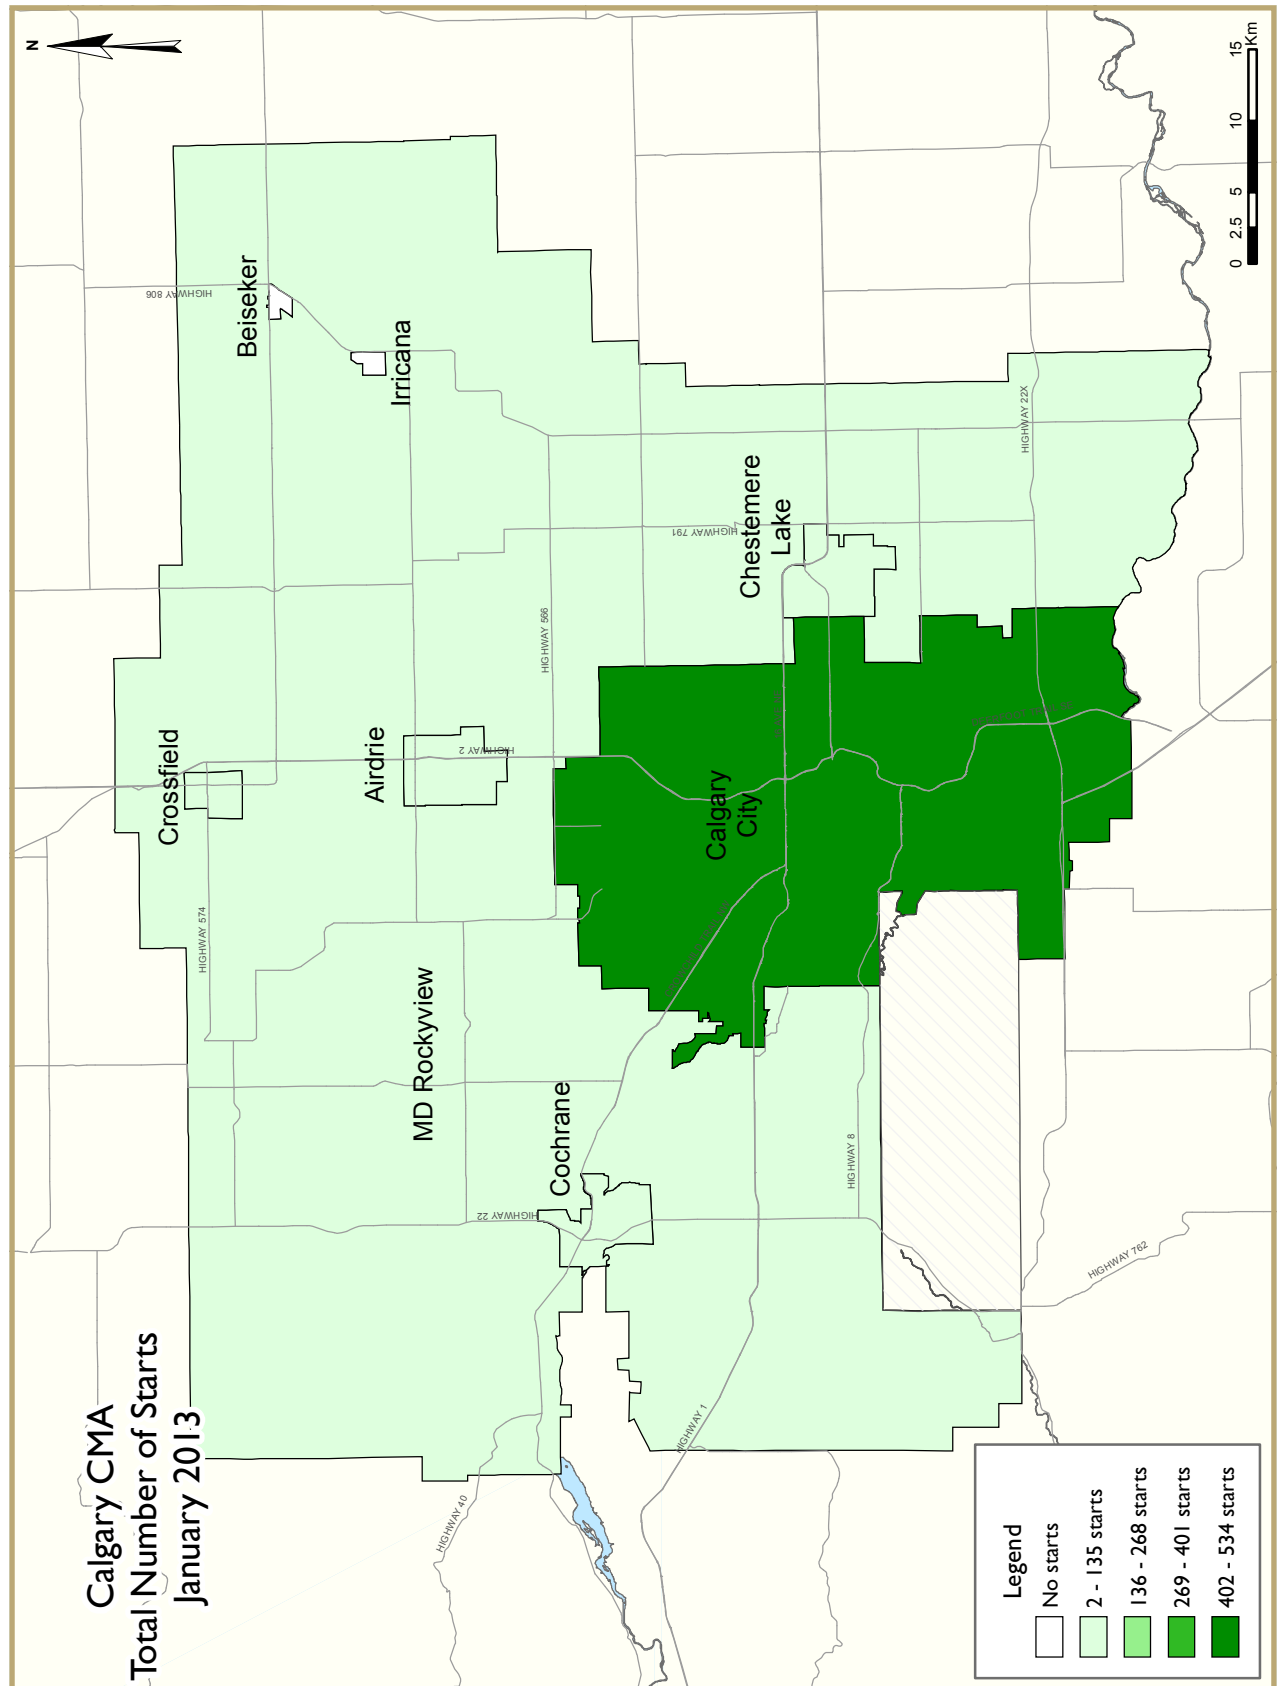 Calgary CMA
Total Number of Starts
January 2013
N
Beiseker
Irricana
Crossfield
Airdrie
Chestemere
Lake
Calgary
City
MD Rockyview
Cochrane
HIGHWAY 806
HIGHWAY 791
HIGHWAY 22X
HIGHWAY 566
HIGHWAY 2
HIGHWAY 574
HIGHWAY 22
HIGHWAY 8
HIGHWAY 762
HIGHWAY 1
HIGHWAY 40
0 2.5 5 10 15
Km
Legend
No starts
2 - 135 starts
136 - 268 starts
269 - 401 starts
402 - 534 starts